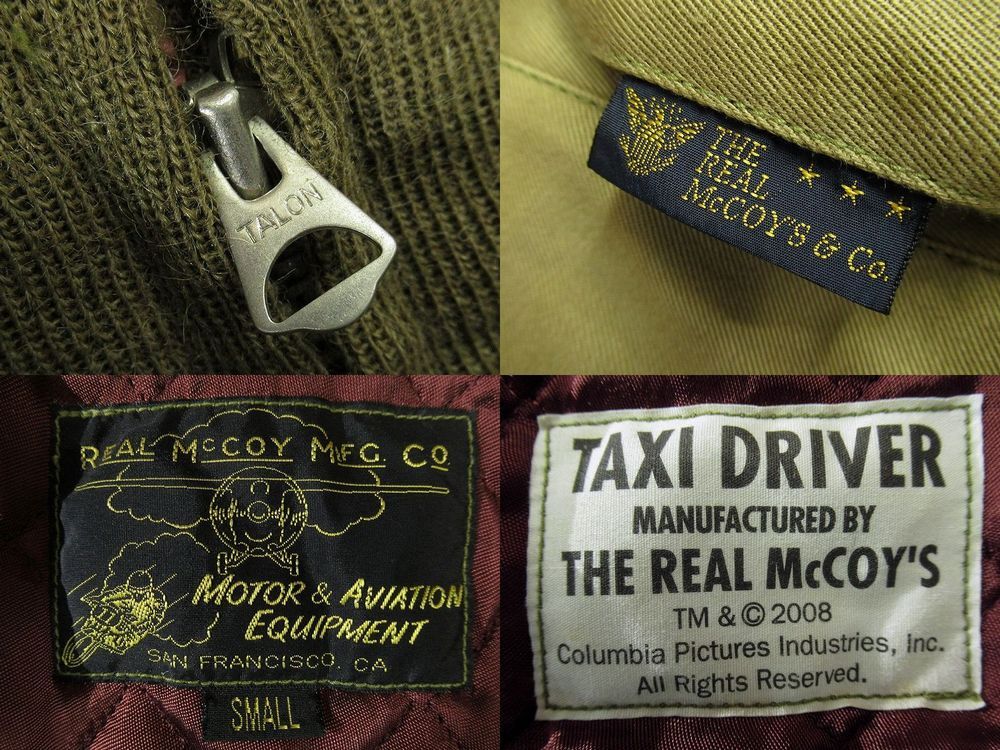 TALON
THE
REAL
McCOY'S & Co.
REAL McCOY MFG. Co.
MOTOR & AVIATION
EQUIPMENT
SAN FRANCISCO. CA
SMALL
TAXI DRIVER
MANUFACTURED BY
THE REAL McCOY'S
TM & © 2008
Columbia Pictures Industries, Inc.
All Rights Reserved.